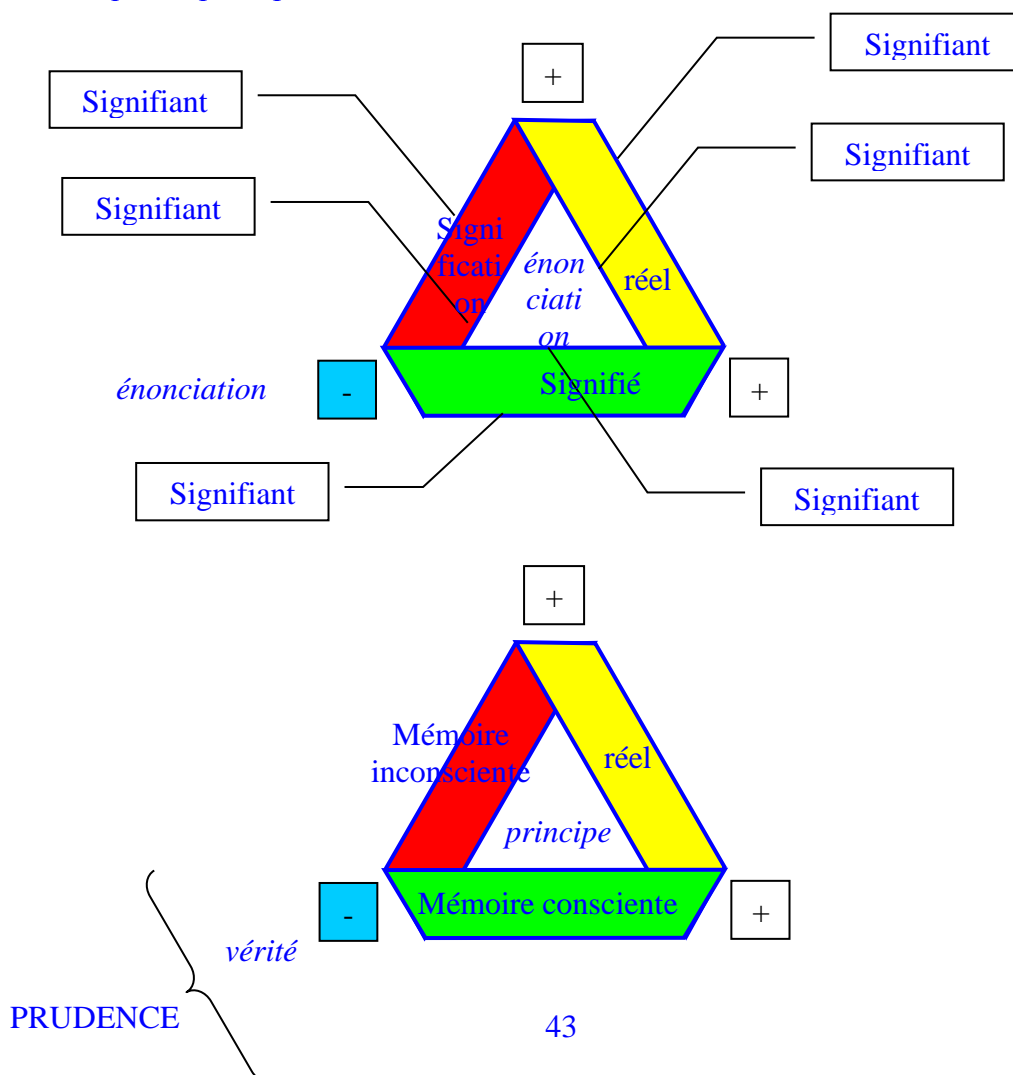 Signifiant
+
Signifiant
Signifiant
Signifiant
Signi
ficati
on
énon
ciati
on
réel
Signifié
énonciation
-
+
Signifiant
Signifiant
+
Mémoire
inconsciente
réel
principe
Mémoire consciente
-
+
vérité
PRUDENCE
43